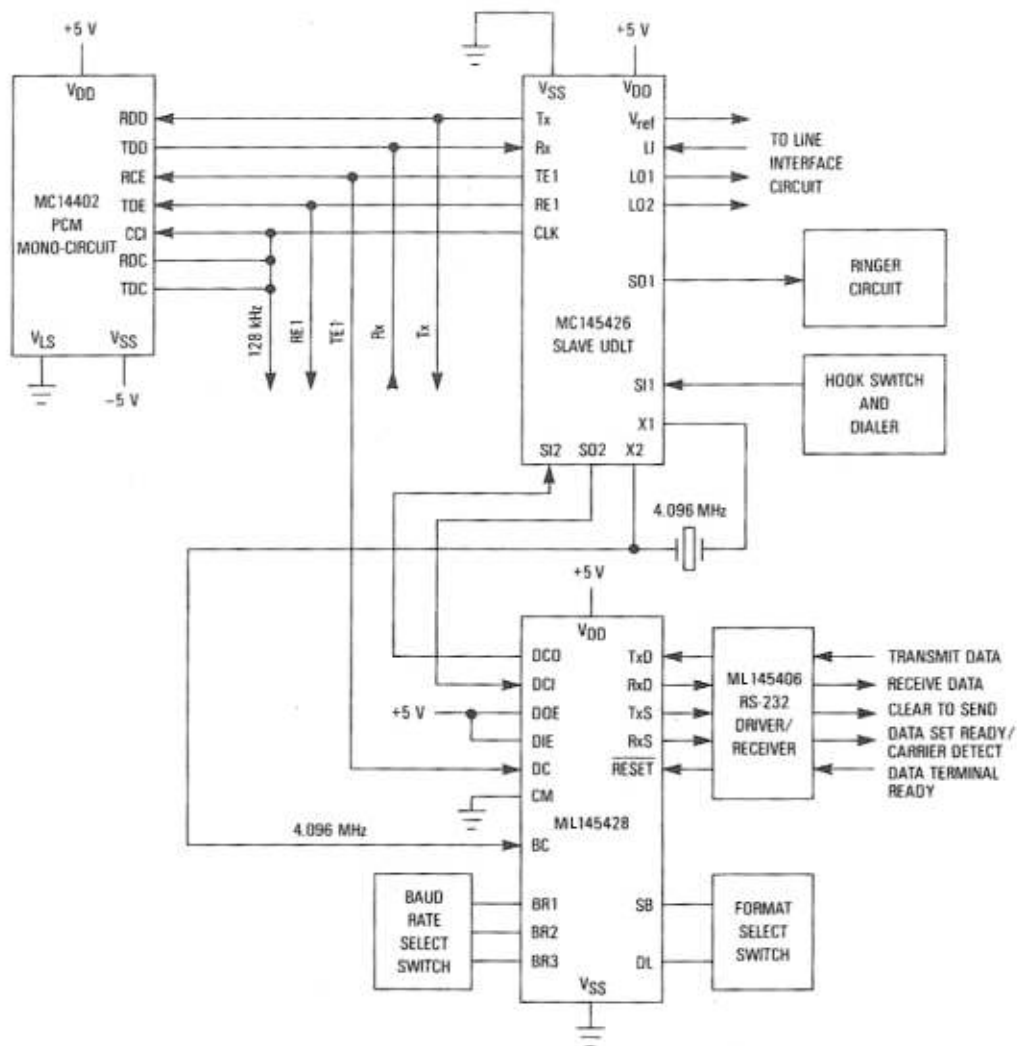 +5 V
VDD
RDD
TDD
RCE
TDE
CCI
RDC
TDC
MC14402
PCM
MONO-CIRCUIT
VLS
VSS
-5 V
128 kHz
RE1
TE1
Rx
Tx
+5 V
VSS
VDD
Tx
Rx
TE1
RE1
CLK
Vref
LI
LO1
LO2
SO1
MC145426
SLAVE UDLT
SI1
X1
SI2
SO2
X2
TO LINE
INTERFACE
CIRCUIT
RINGER
CIRCUIT
HOOK SWITCH
AND
DIALER
4.096 MHz
+5 V
VDD
DCO
DCI
DOE
DIE
DC
CM
BC
BR1
BR2
BR3
+5 V
4.096 MHz
ML145428
TxD
RxD
TxS
RxS
RESET
SB
DL
VSS
ML145406
RS-232
DRIVER/
RECEIVER
TRANSMIT DATA
RECEIVE DATA
CLEAR TO SEND
DATA SET READY/
CARRIER DETECT
DATA TERMINAL
READY
BAUD
RATE
SELECT
SWITCH
FORMAT
SELECT
SWITCH